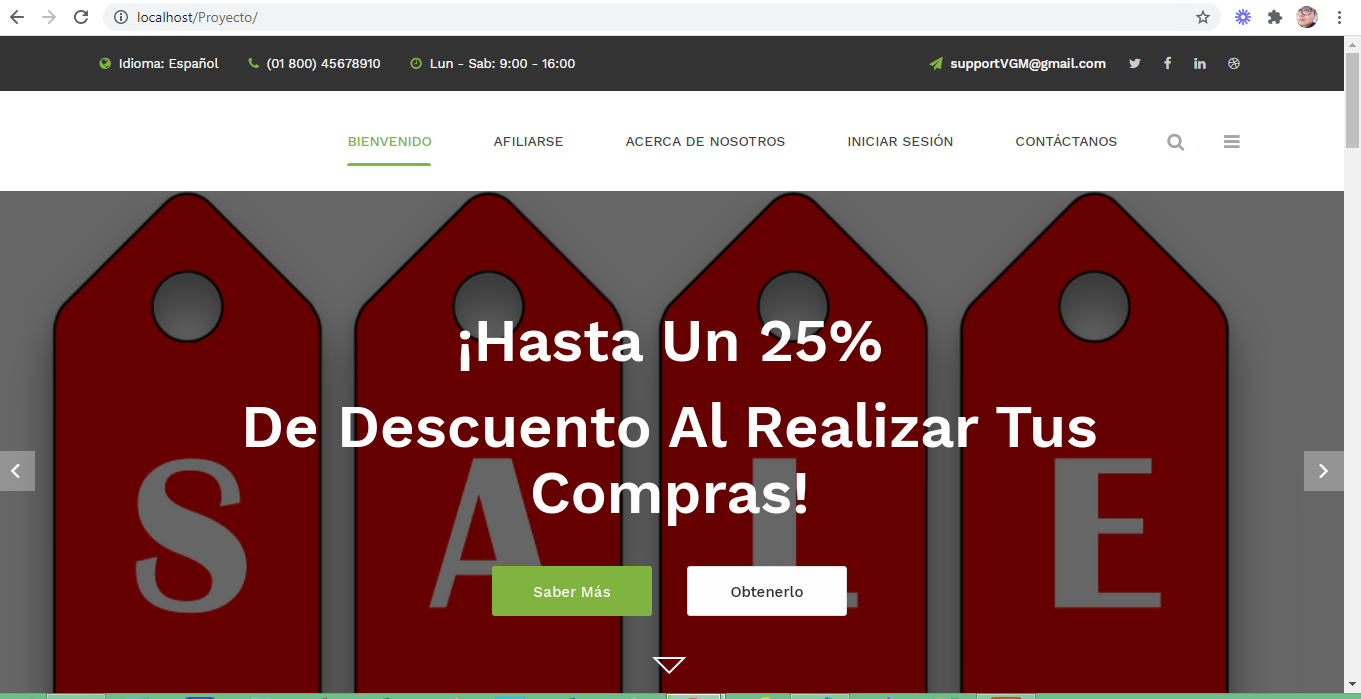 localhost/Proyecto/
Idioma: Español (01 800) 45678910 Lun - Sab: 9:00 - 16:00 supportVGM@gmail.com
BIENVENIDO AFILIARSE ACERCA DE NOSOTROS INICIAR SESIÓN CONTÁCTANOS
¡Hasta Un 25%
De Descuento Al Realizar Tus
Compras!
S A L E
Saber Más Obtenerlo